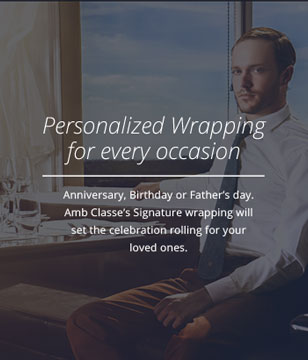 Personalized Wrapping
for every occasion
Anniversary, Birthday or Father's day.
Amb Classe's Signature wrapping will
set the celebration rolling for your
loved ones.